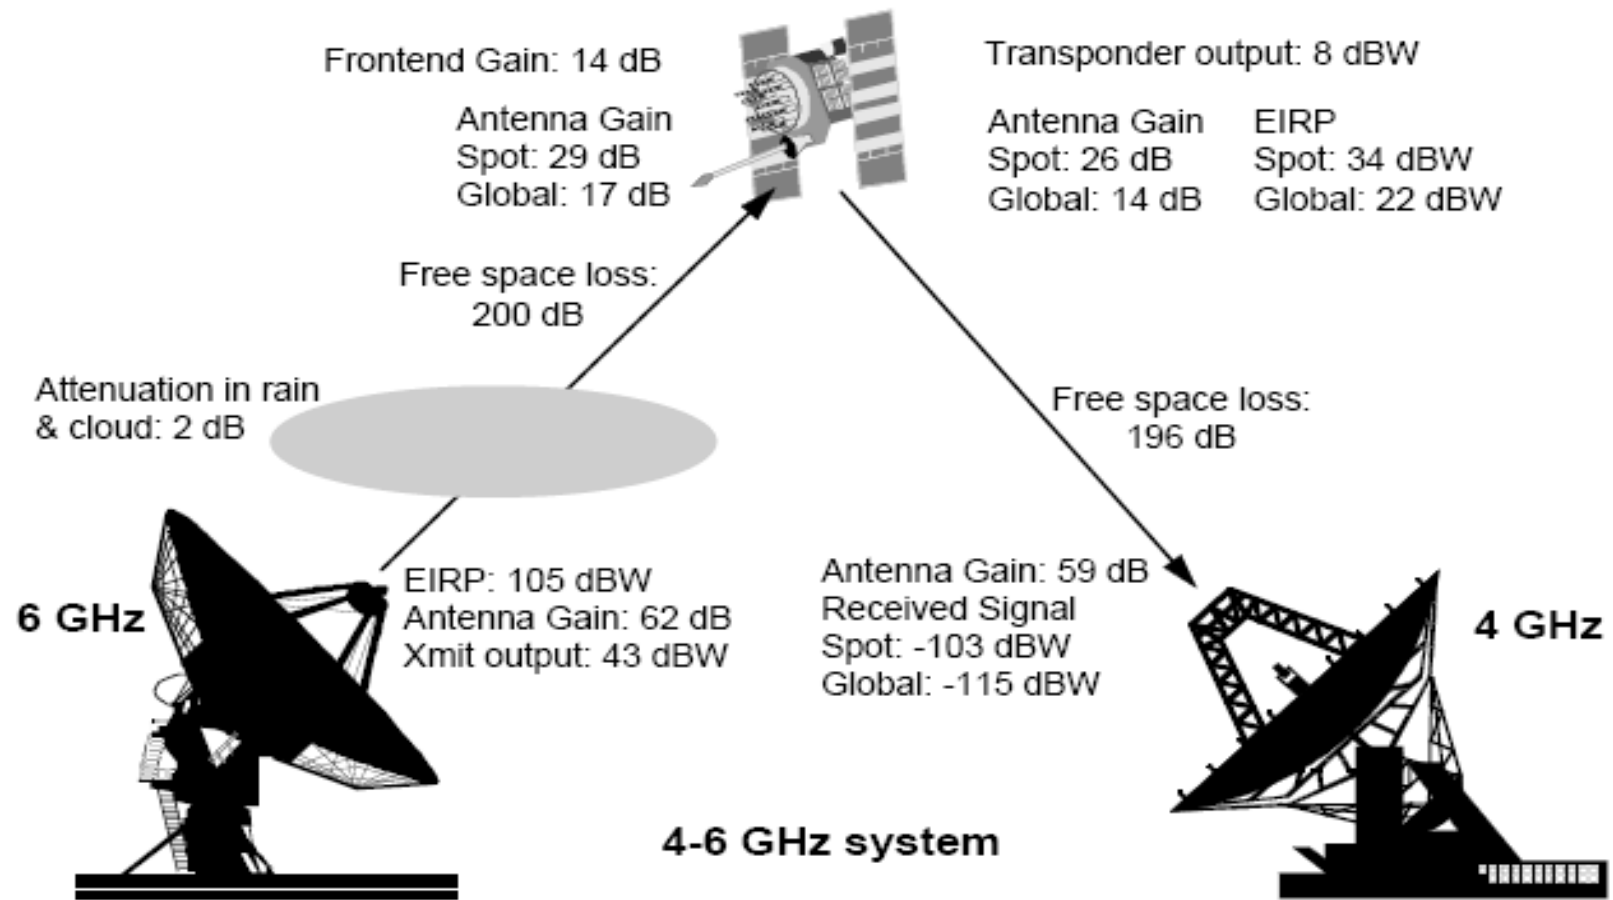 Frontend Gain: 14 dB
Antenna Gain
Spot: 29 dB
Global: 17 dB
Transponder output: 8 dBW
Antenna Gain
Spot: 26 dB
Global: 14 dB
EIRP
Spot: 34 dBW
Global: 22 dBW
Free space loss:
200 dB
Attenuation in rain
& cloud: 2 dB
Free space loss:
196 dB
6 GHz
EIRP: 105 dBW
Antenna Gain: 62 dB
Xmit output: 43 dBW
Antenna Gain: 59 dB
Received Signal
Spot: -103 dBW
Global: -115 dBW
4 GHz
4-6 GHz system